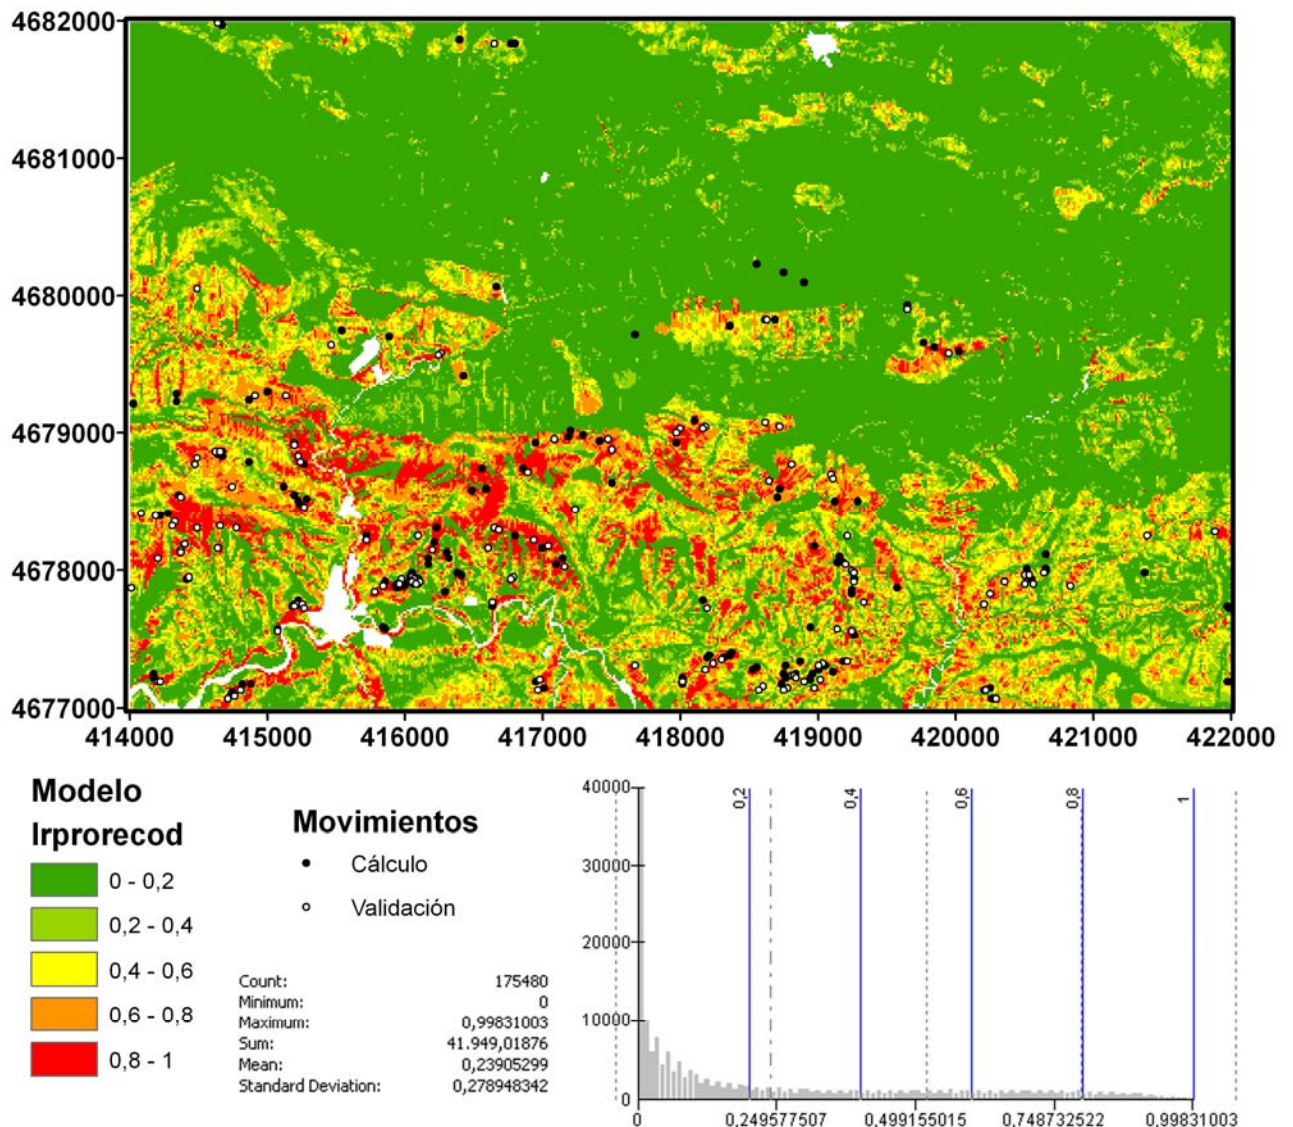 4682000
4681000
4680000
4679000
4678000
4677000
414000 415000 416000 417000 418000 419000 420000 421000 422000
Modelo
Irprorecod
0 - 0,2
0,2 - 0,4
0,4 - 0,6
0,6 - 0,8
0,8 - 1
Movimientos
Cálculo
Validación
Count: 175480
Minimum: 0
Maximum: 0,99831003
Sum: 41.949,01876
Mean: 0,23905299
Standard Deviation: 0,278948342
40000
30000
20000
10000
0
0,2 0,4 0,6 0,8 1
0 0,249577507 0,499155015 0,748732522 0,99831003